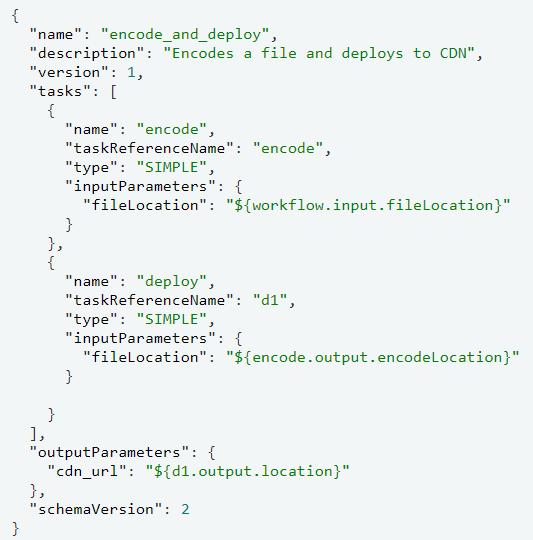 {
  "name": "encode_and_deploy",
  "description": "Encodes a file and deploys to CDN",
  "version": 1,
  "tasks": [
    {
      "name": "encode",
      "taskReferenceName": "encode",
      "type": "SIMPLE",
      "inputParameters": {
        "fileLocation": "${workflow.input.fileLocation}"
      }
    },
    {
      "name": "deploy",
      "taskReferenceName": "d1",
      "type": "SIMPLE",
      "inputParameters": {
        "fileLocation": "${encode.output.encodeLocation}"
      }

    }
  ],
  "outputParameters": {
    "cdn_url": "${d1.output.location}"
  },
  "schemaVersion": 2
}